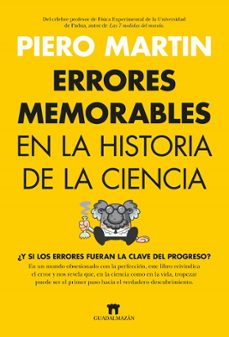 Del célebre profesor de Física Experimental de la Universidad
de Padua, autor de Las 7 medidas del mundo.
PIERO MARTIN
ERRORES
MEMORABLES
EN LA HISTORIA
DE LA CIENCIA
¿Y SI LOS ERRORES FUERAN LA CLAVE DEL PROGRESO?
En un mundo obsesionado con la perfección, este libro reivindica
el error y nos revela que, en la ciencia como en la vida, tropezar
puede ser el primer paso hacia el verdadero descubrimiento.
GUADALMAZÁN